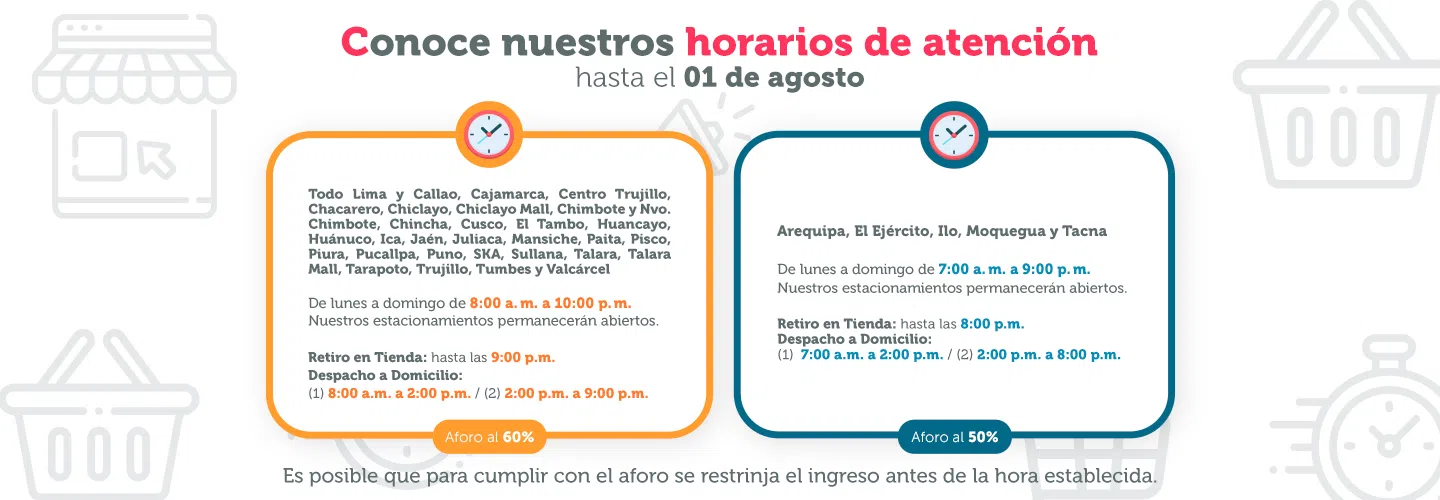 Conoce nuestros horarios de atención
hasta el 01 de agosto
Todo Lima y Callao, Cajamarca, Centro Trujillo,
Chacarero, Chiclayo, Chiclayo Mall, Chimbote y Nvo.
Chimbote, Chincha, Cusco, El Tambo, Huancayo,
Huánuco, Ica, Jaén, Juliaca, Mansiche, Paita, Pisco,
Piura, Pucallpa, Puno, SKA, Sullana, Talara, Talara
Mall, Tarapoto, Trujillo, Tumbes y Valcárcel
De lunes a domingo de 8:00 a. m. a 10:00 p. m.
Nuestros estacionamientos permanecerán abiertos.
Retiro en Tienda: hasta las 9:00 p.m.
Despacho a Domicilio:
(1) 8:00 a.m. a 2:00 p.m. / (2) 2:00 p.m. a 9:00 p.m.
Aforo al 60%
Arequipa, El Ejército, Ilo, Moquegua y Tacna
De lunes a domingo de 7:00 a. m. a 9:00 p. m.
Nuestros estacionamientos permanecerán abiertos.
Retiro en Tienda: hasta las 8:00 p.m.
Despacho a Domicilio:
(1) 7:00 a.m. a 2:00 p.m. / (2) 2:00 p.m. a 8:00 p.m.
Aforo al 50%
Es posible que para cumplir con el aforo se restrinja el ingreso antes de la hora establecida.